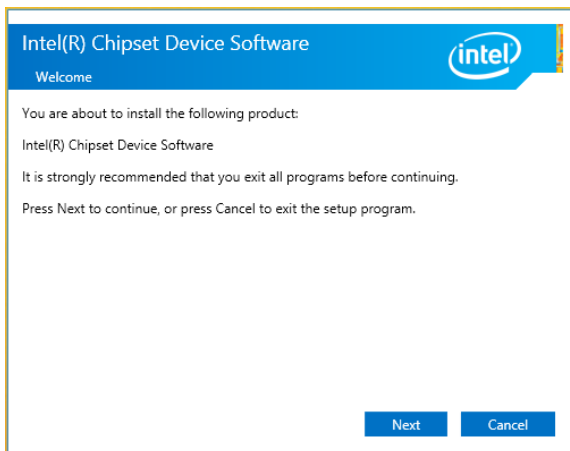 Intel(R) Chipset Device Software
intel
Welcome
You are about to install the following product:
Intel(R) Chipset Device Software
It is strongly recommended that you exit all programs before continuing.
Press Next to continue, or press Cancel to exit the setup program.
Next
Cancel